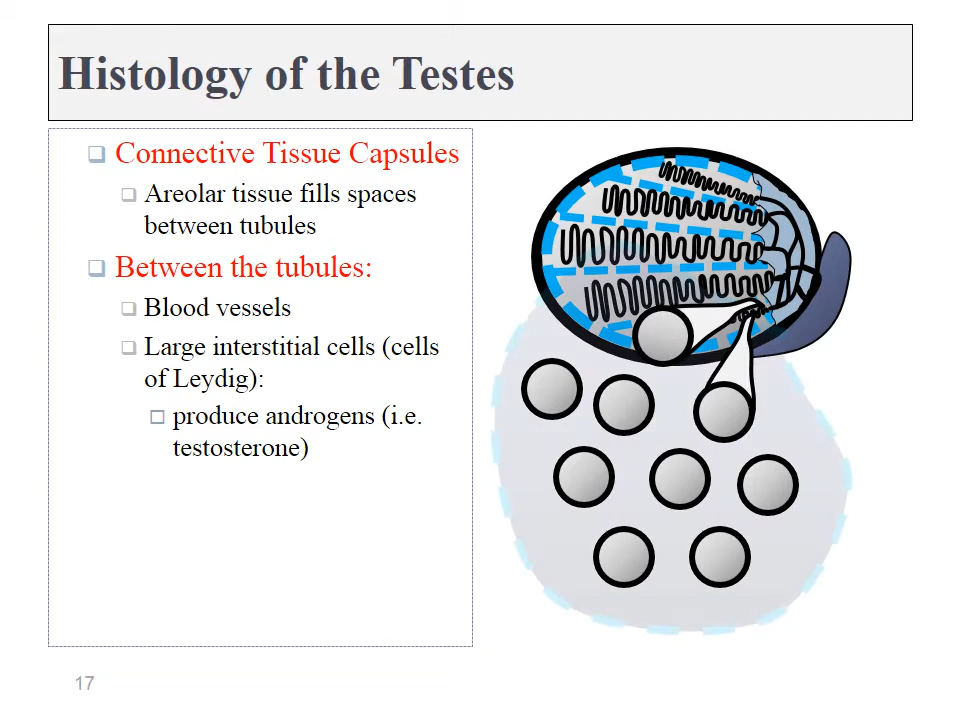 Histology of the Testes
Connective Tissue Capsules
Areolar tissue fills spaces
between tubules
Between the tubules:
Blood vessels
Large interstitial cells (cells
of Leydig):
produce androgens (i.e.
testosterone)
17